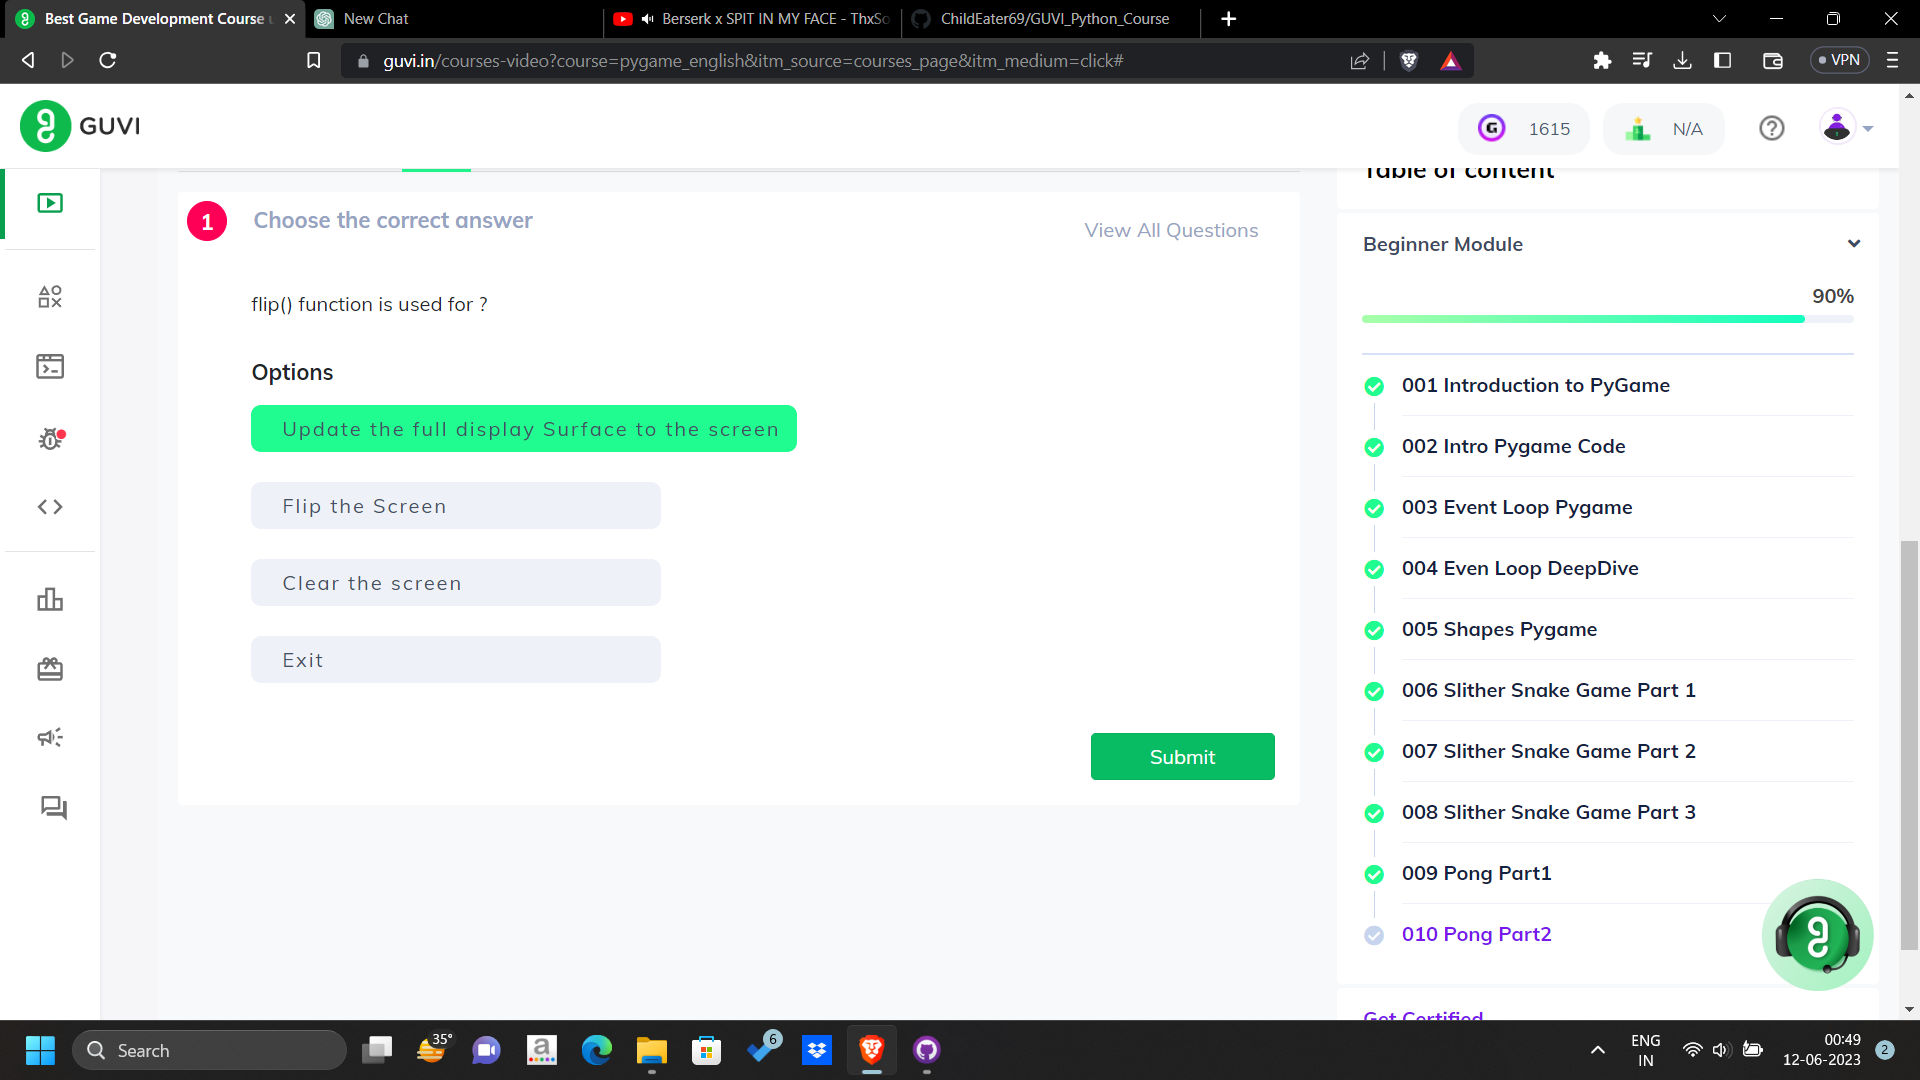 Best Game Development Course u
New Chat
Berserk x SPIT IN MY FACE - ThxSo
ChildEater69/GUVI_Python_Course
guvi.in/courses-video?course=pygame_english&itm_source=courses_page&itm_medium=click#
VPN
GUVI
G
1615
N/A
Table of content
1
Choose the correct answer
View All Questions
flip() function is used for ?
Options
Update the full display Surface to the screen
Flip the Screen
Clear the screen
Exit
Submit
Beginner Module
90%
001 Introduction to PyGame
002 Intro Pygame Code
003 Event Loop Pygame
004 Even Loop DeepDive
005 Shapes Pygame
006 Slither Snake Game Part 1
007 Slither Snake Game Part 2
008 Slither Snake Game Part 3
009 Pong Part1
010 Pong Part2
Get Certified
Search
35°
a
6
ENG
IN
00:49
12-06-2023
2